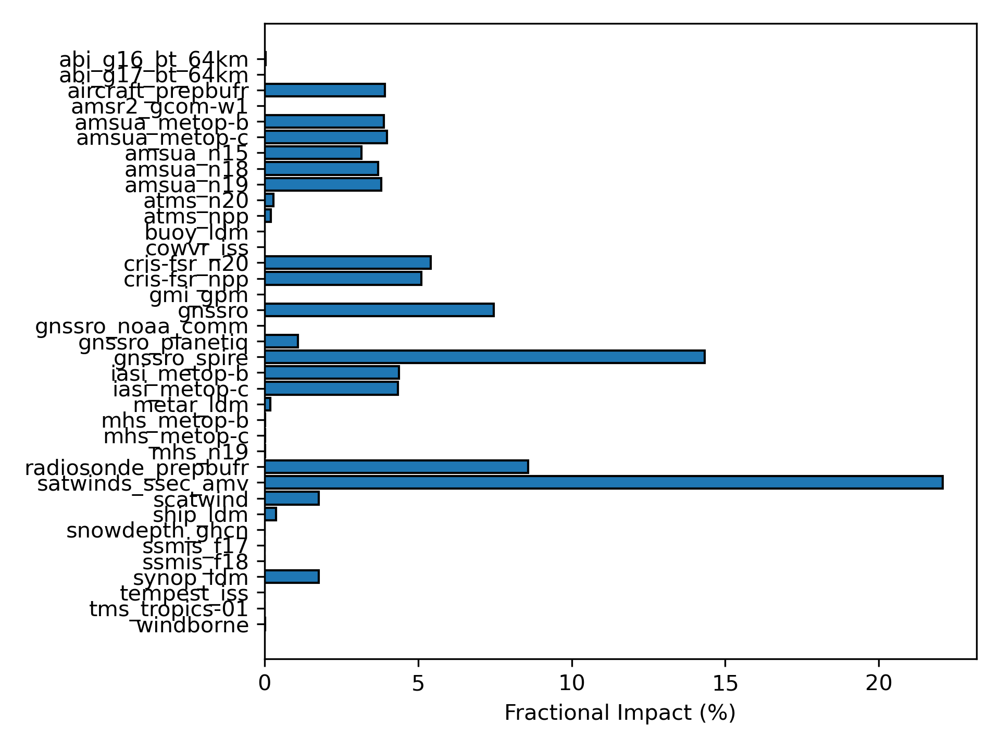 abi_g16_bt_64km
abi_g17_bt_64km
aircraft_prepbufr
amsr2_gcom-w1
amsua_metop-b
amsua_metop-c
amsua_n15
amsua_n18
amsua_n19
atms_n20
atms_npp
buoy_ldm
cowvr_iss
cris-fsr_n20
cris-fsr_npp
gmi_gpm
gnssro
gnssro_noaa_comm
gnssro_planetiq
gnssro_spire
iasi_metop-b
iasi_metop-c
metar_ldm
mhs_metop-b
mhs_metop-c
mhs_n19
radiosonde_prepbufr
satwinds_ssec_amv
scatwind
ship_ldm
snowdepth_ghcn
ssmis_f17
ssmis_f18
synop_ldm
tempest_iss
tms_tropics-01
windborne
0 5 10 15 20
Fractional Impact (%)